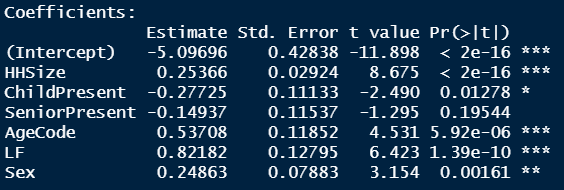 Coefficients:
Estimate Std. Error t value Pr(>|t|)
(Intercept) -5.09696 0.42838 -11.898 < 2e-16 ***
HHSize 0.25366 0.02924 8.675 < 2e-16 ***
ChildPresent -0.27725 0.11133 -2.490 0.01278 *
SeniorPresent -0.14937 0.11537 -1.295 0.19544
AgeCode 0.53708 0.11852 4.531 5.92e-06 ***
LF 0.82182 0.12795 6.423 1.39e-10 ***
Sex 0.24863 0.07883 3.154 0.00161 **